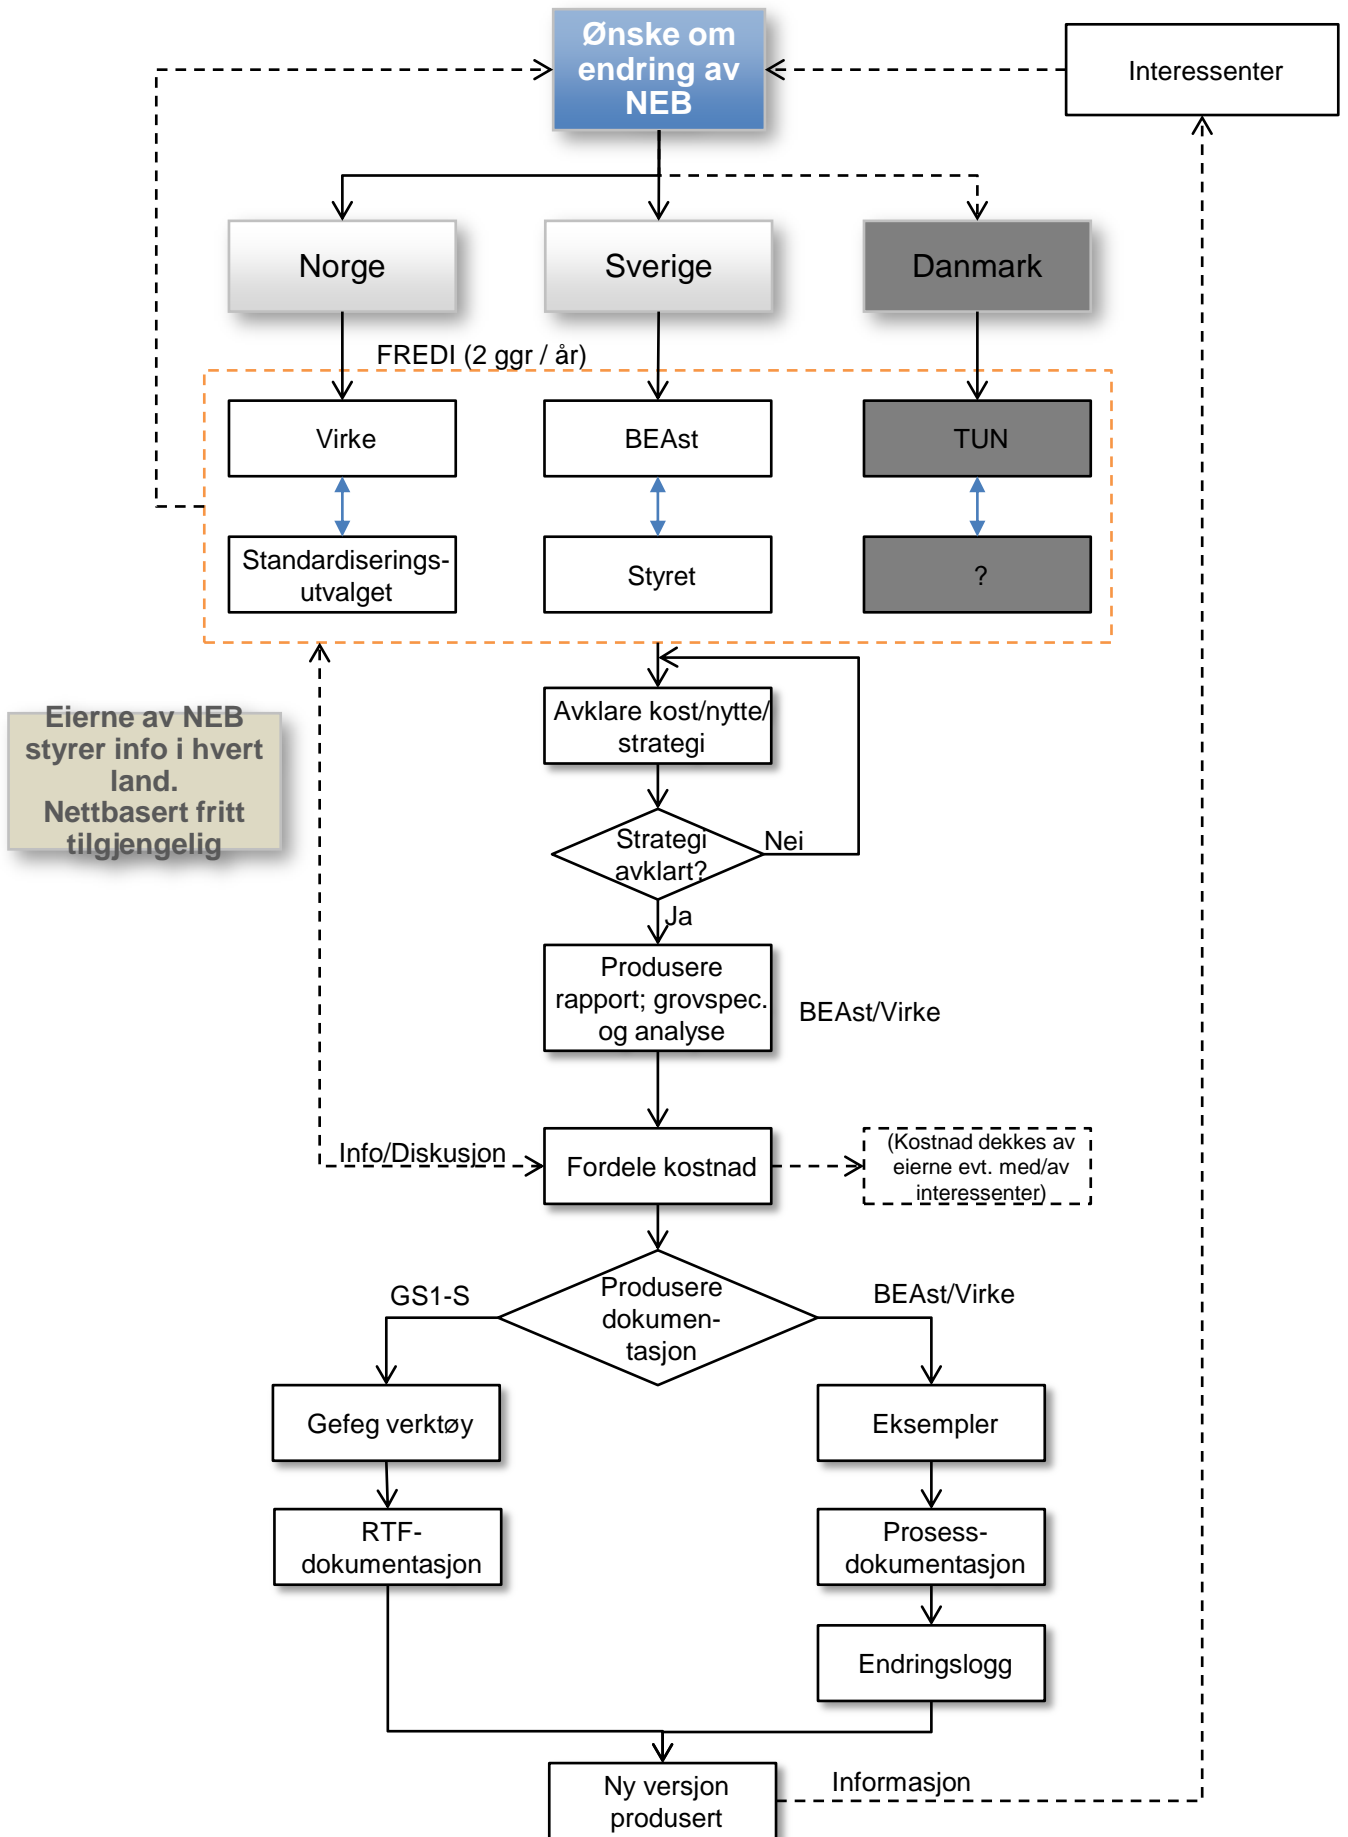 Ønske om
endring av
NEB
Interessenter
Norge
Sverige
Danmark
FREDI (2 ggr / år)
Virke
BEAst
TUN
Standardiserings-
utvalget
Styret
?
Eierne av NEB
styrer info i hvert
land.
Nettbasert fritt
tilgjengelig
Avklare kost/nytte/
strategi
Strategi
avklart?
Nei
Ja
Produsere
rapport; grovspec.
og analyse
BEAst/Virke
Info/Diskusjon
Fordele kostnad
(Kostnad dekkes av
eierne evt. med/av
interessenter)
GS1-S
Produsere
dokumen-
tasjon
BEAst/Virke
Gefeg verktøy
Eksempler
RTF-
dokumentasjon
Prosess-
dokumentasjon
Endringslogg
Ny versjon
produsert
Informasjon